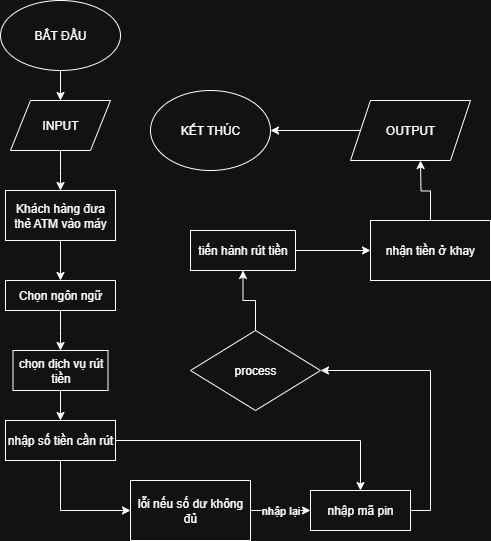 BẮT ĐẦU
INPUT
Khách hàng đưa
thẻ ATM vào máy
Chọn ngôn ngữ
chọn dịch vụ rút
tiền
nhập số tiền cần rút
lỗi nếu số dư không
đủ
nhập lại
nhập mã pin
process
tiến hành rút tiền
nhận tiền ở khay
OUTPUT
KẾT THÚC